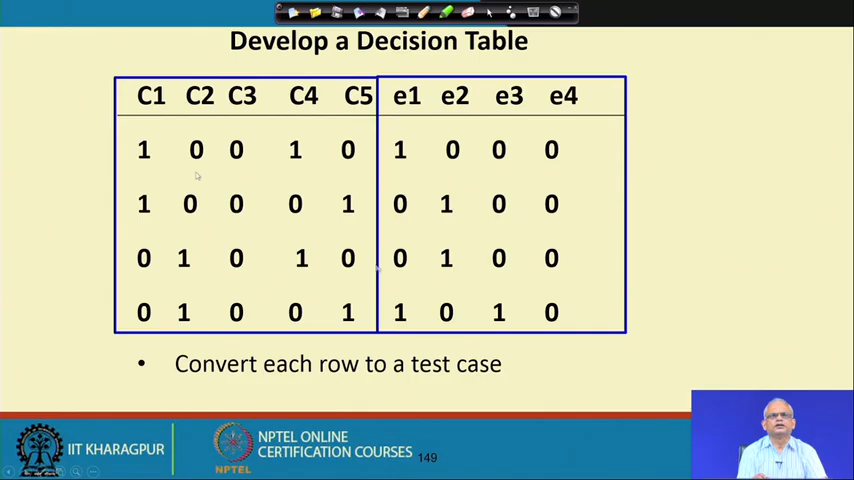 Develop a Decision Table
C1 C2 C3 C4 C5 e1 e2 e3 e4
1 0 0 1 0 1 0 0 0
1 0 0 0 1 0 1 0 0
0 1 0 1 0 0 1 0 0
0 1 0 0 1 1 0 1 0
• Convert each row to a test case
IIT KHARAGPUR
NPTEL
NPTEL ONLINE
CERTIFICATION COURSES
149